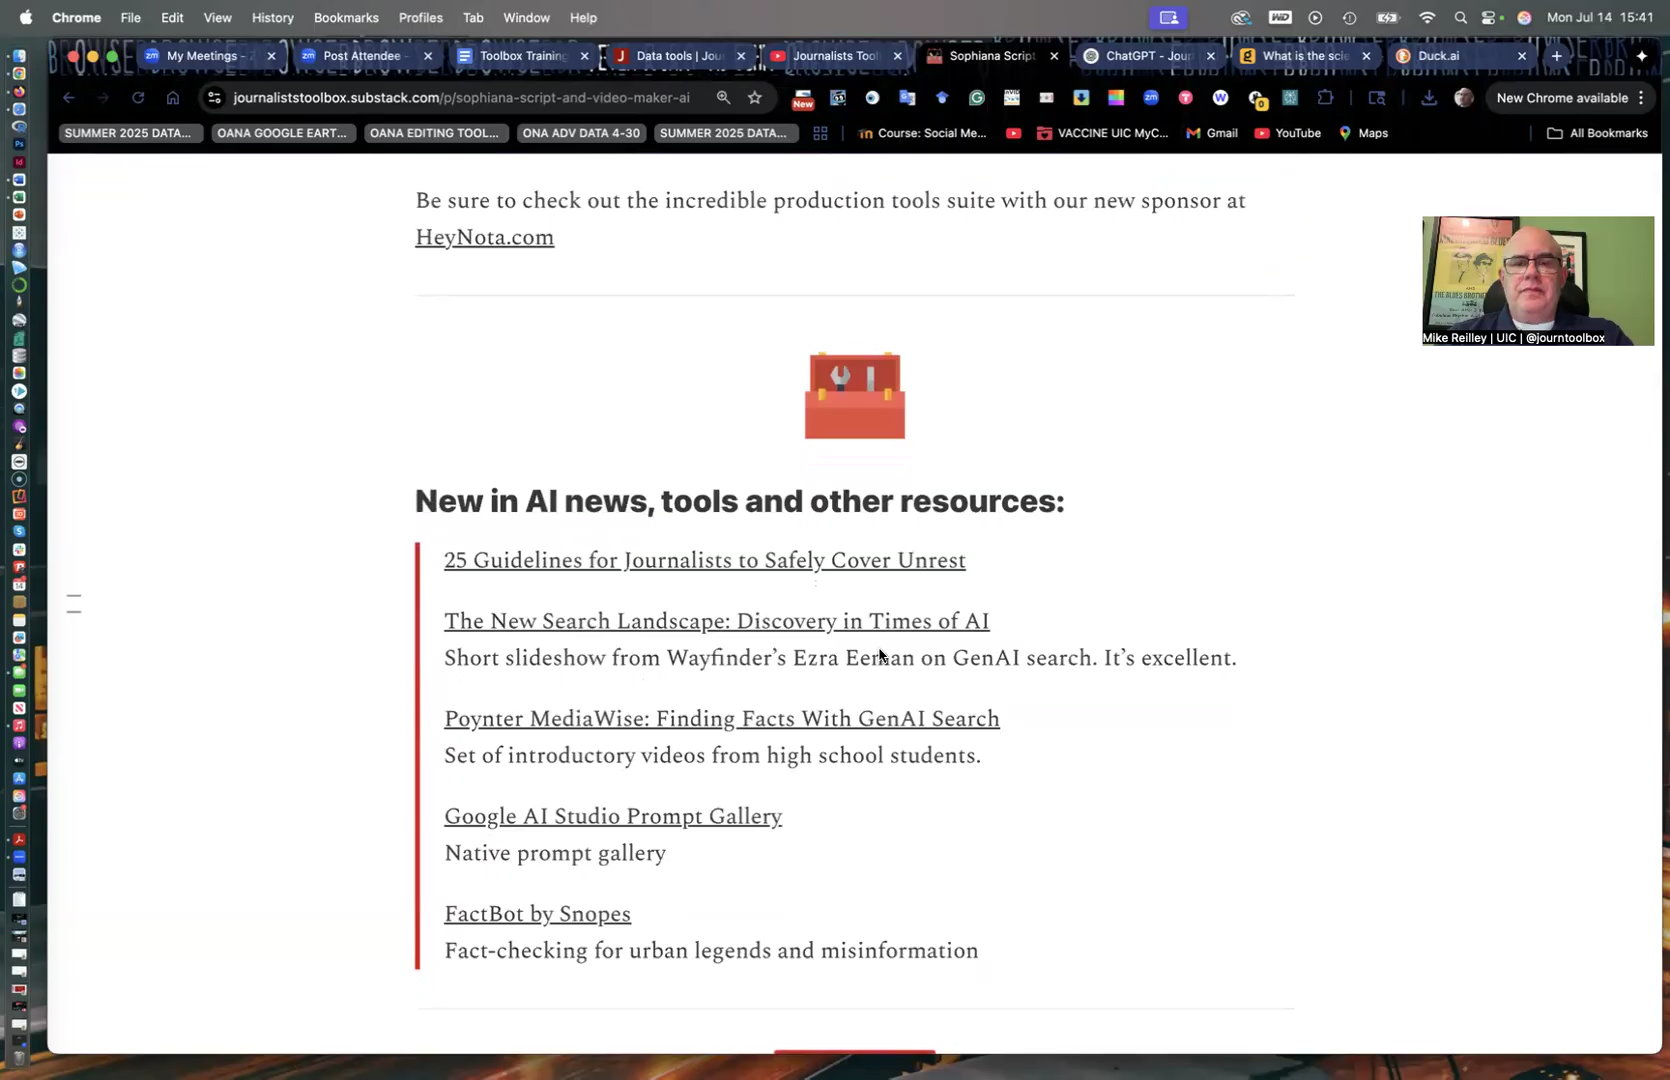 Chrome File Edit View History Bookmarks Profiles Tab Window Help Mon Jul 14 15:41
My Meetings - Post Attendee - Toolbox Training Data tools | Jou Journalists Tool Sophiana Script ChatGPT - Jour What is the scie Duck.ai
journaliststoolbox.substack.com/p/sophiana-script-and-video-maker-ai New New Chrome available
SUMMER 2025 DATA... OANA GOOGLE EART... OANA EDITING TOOL... ONA ADV DATA 4-30 SUMMER 2025 DATA... Course: Social Me... VACCINE UIC MyC... Gmail YouTube Maps All Bookmarks
Be sure to check out the incredible production tools suite with our new sponsor at
HeyNota.com
Mike Reilley | UIC | @journtoolbox
New in AI news, tools and other resources:
25 Guidelines for Journalists to Safely Cover Unrest
The New Search Landscape: Discovery in Times of AI
Short slideshow from Wayfinder’s Ezra Eeman on GenAI search. It’s excellent.
Poynter MediaWise: Finding Facts With GenAI Search
Set of introductory videos from high school students.
Google AI Studio Prompt Gallery
Native prompt gallery
FactBot by Snopes
Fact-checking for urban legends and misinformation